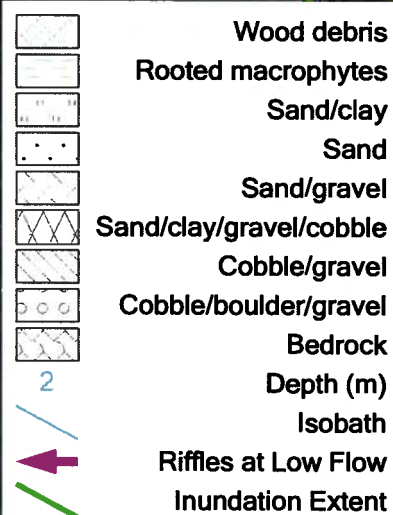 Wood debris
Rooted macrophytes
Sand/clay
Sand
Sand/gravel
Sand/clay/gravel/cobble
Cobble/gravel
Cobble/boulder/gravel
Bedrock
2 Depth (m)
Isobath
Riffles at Low Flow
Inundation Extent